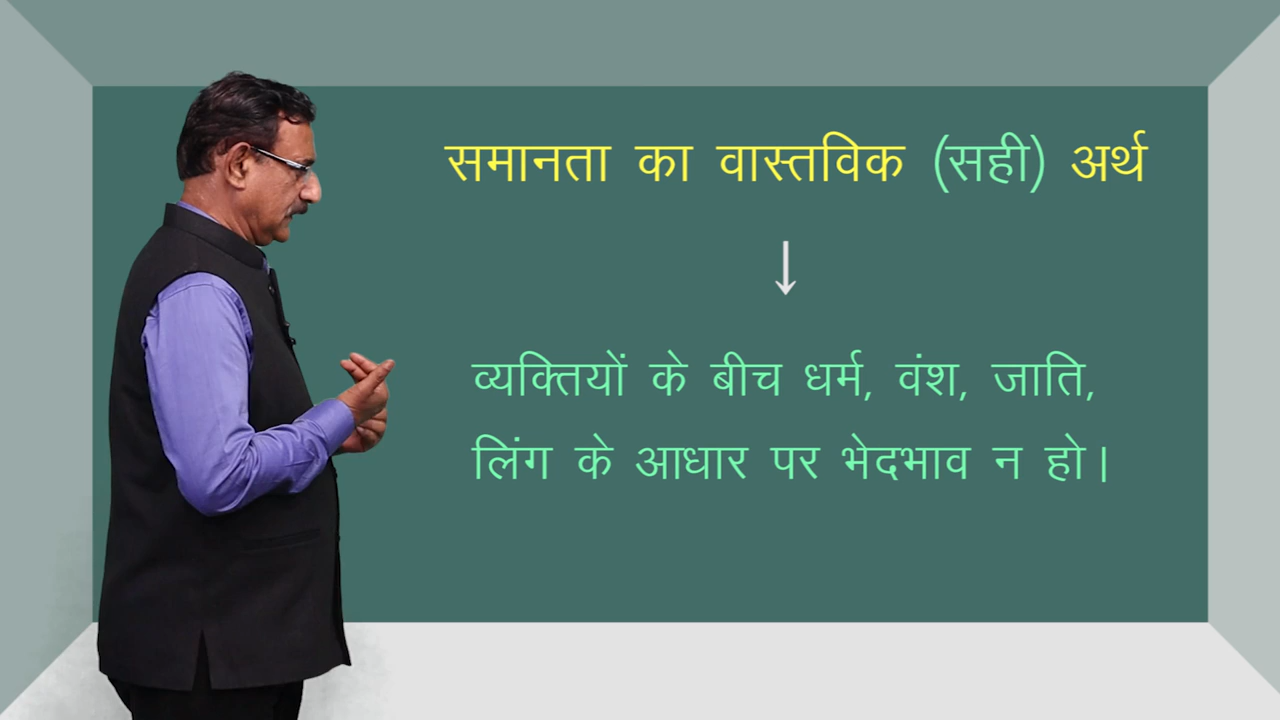 समानता का वास्तविक (सही) अर्थ
↓
व्यक्तियों के बीच धर्म, वंश, जाति,
लिंग के आधार पर भेदभाव न हो।